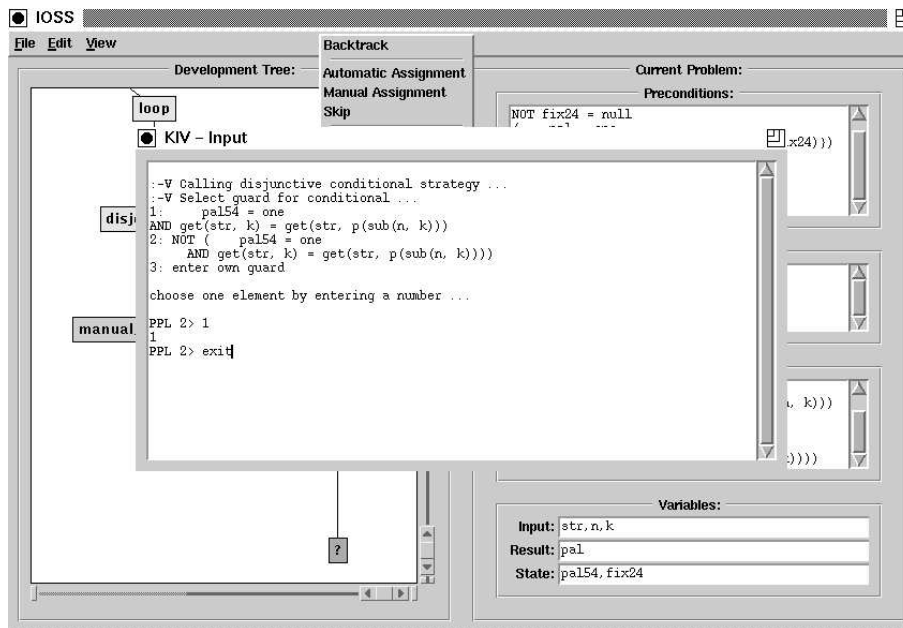 IOSS
File Edit View
Backtrack
Automatic Assignment
Manual Assignment
Skip
Development Tree:
loop
Current Problem:
Preconditions:
NOT fix24 = null
x24)})
KIV – Input
:-V Calling disjunctive conditional strategy ...
:-V Select guard for conditional ...
1:     pal54 = one
AND get(str, k) = get(str, p(sub(n, k)))
2: NOT (    pal54 = one
     AND get(str, k) = get(str, p(sub(n, k))))
3: enter own guard
choose one element by entering a number ...
PPL 2> 1
1
PPL 2> exit
disj
manual_
, k)))
))))
?
Variables:
Input: str,n,k
Result: pal
State: pal54,fix24